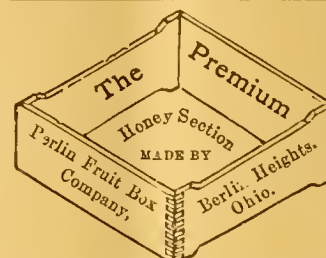 The
Premium
Honey Section
MADE BY
Berlin Fruit Box
Company,
Berlin Heights.
Ohio.